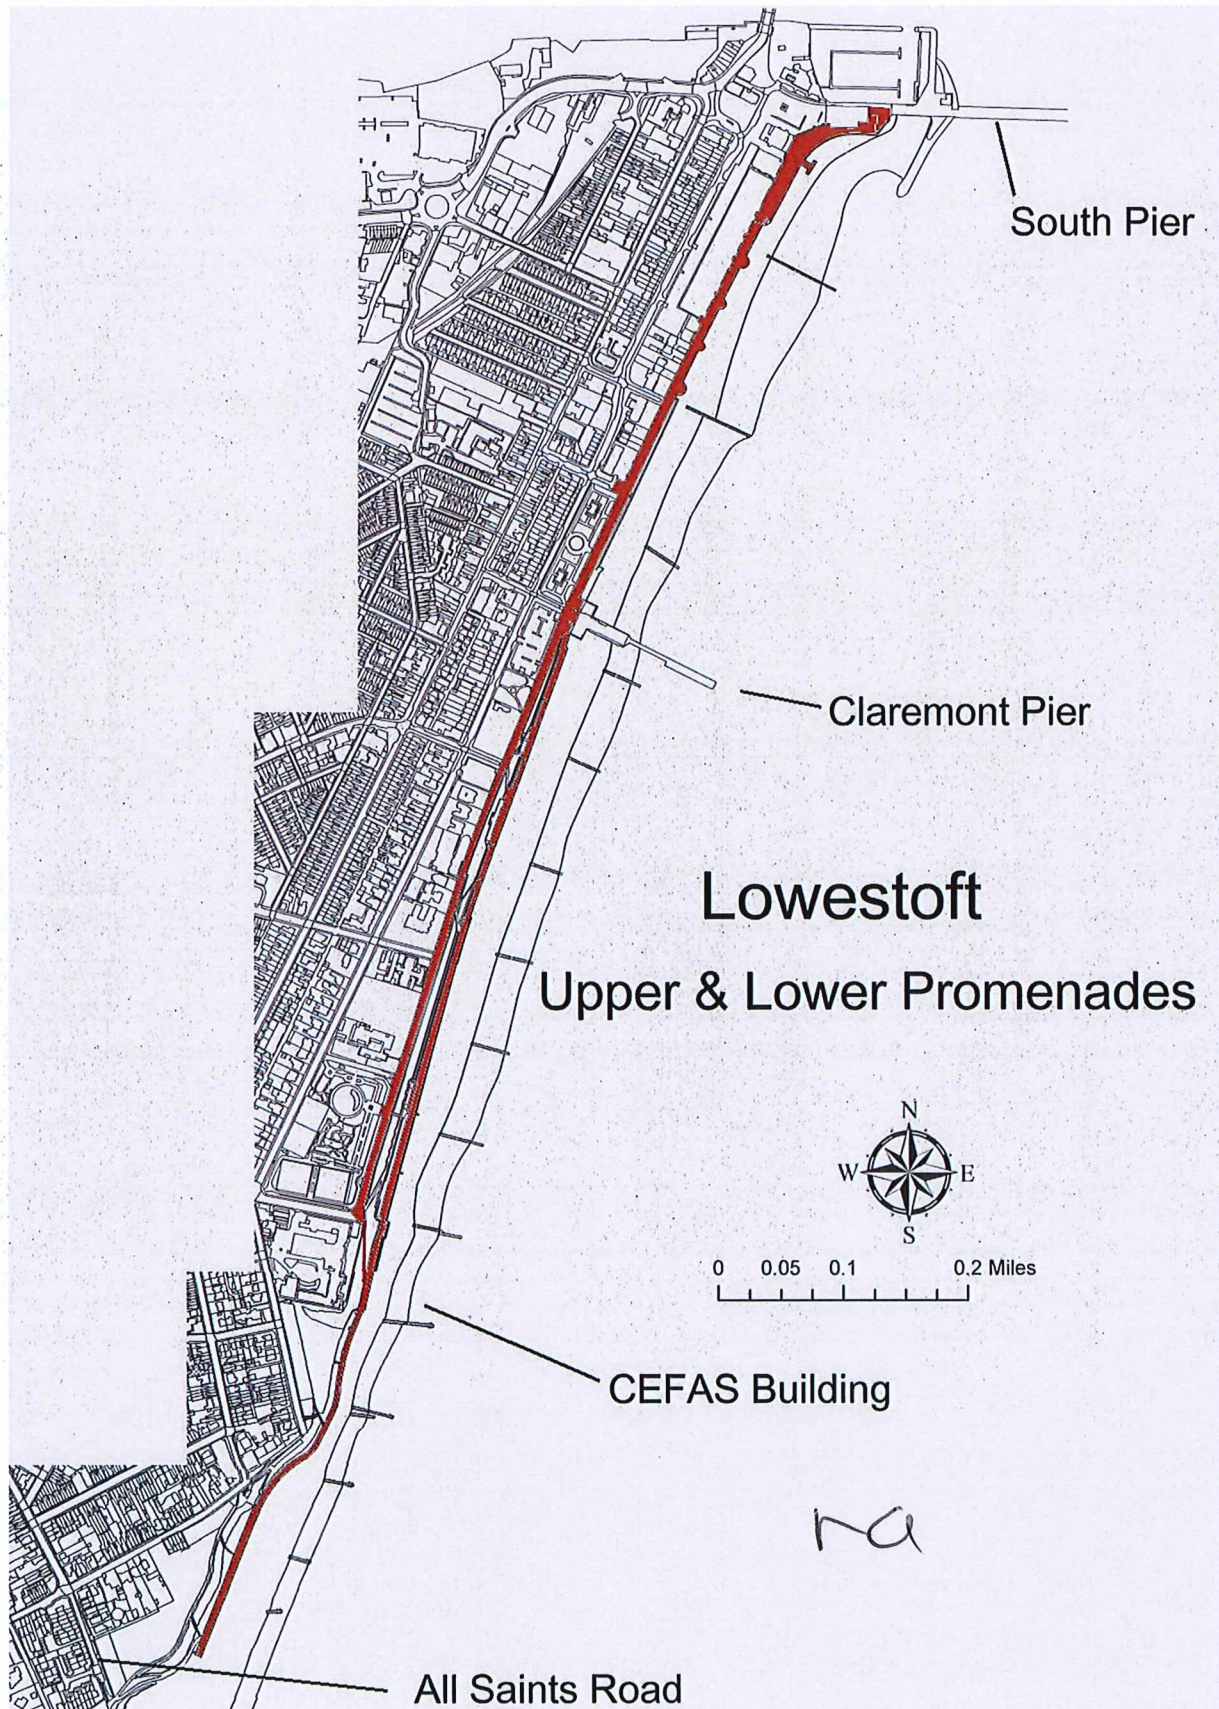 South Pier
Claremont Pier
Lowestoft
Upper & Lower Promenades
N
W E
S
0 0.05 0.1 0.2 Miles
CEFAS Building
ra
All Saints Road